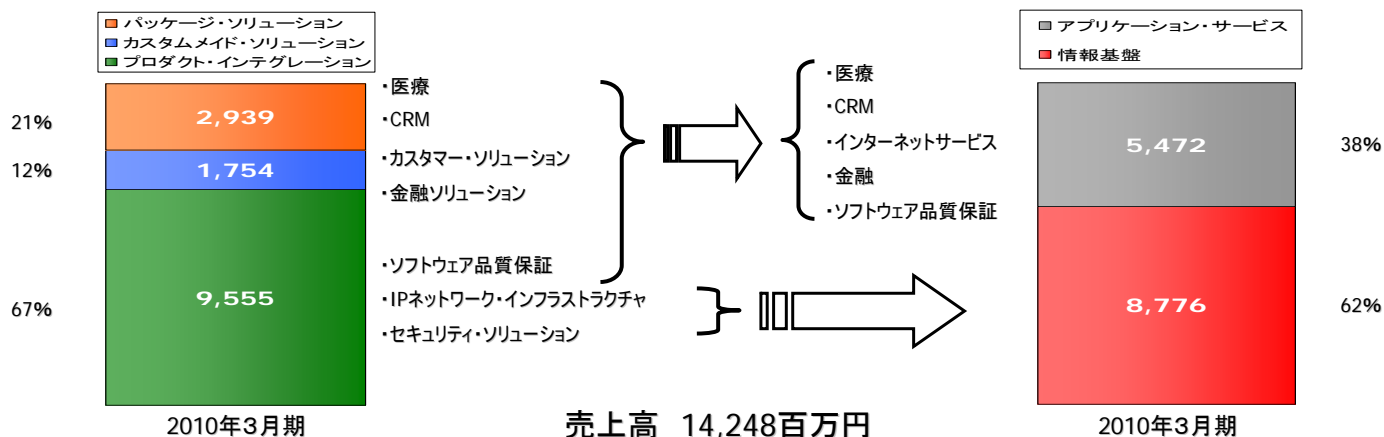 パッケージ・ソリューション
カスタムメイド・ソリューション
プロダクト・インテグレーション
21%
2,939
12%
1,754
67%
9,555
2010年3月期
・医療
・CRM
・カスタマー・ソリューション
・金融ソリューション
・ソフトウェア品質保証
・IPネットワーク・インフラストラクチャ
・セキュリティ・ソリューション
・医療
・CRM
・インターネットサービス
・金融
・ソフトウェア品質保証
売上高 14,248百万円
アプリケーション・サービス
情報基盤
5,472
38%
8,776
62%
2010年3月期